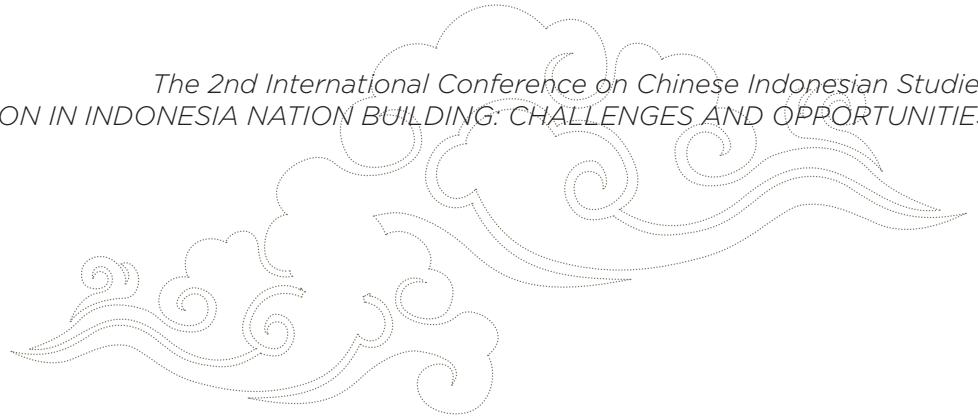 The 2nd International Conference on Chinese Indonesian Studie
ON IN INDONESIA NATION BUILDING: CHALLENGES AND OPPORTUNITIE